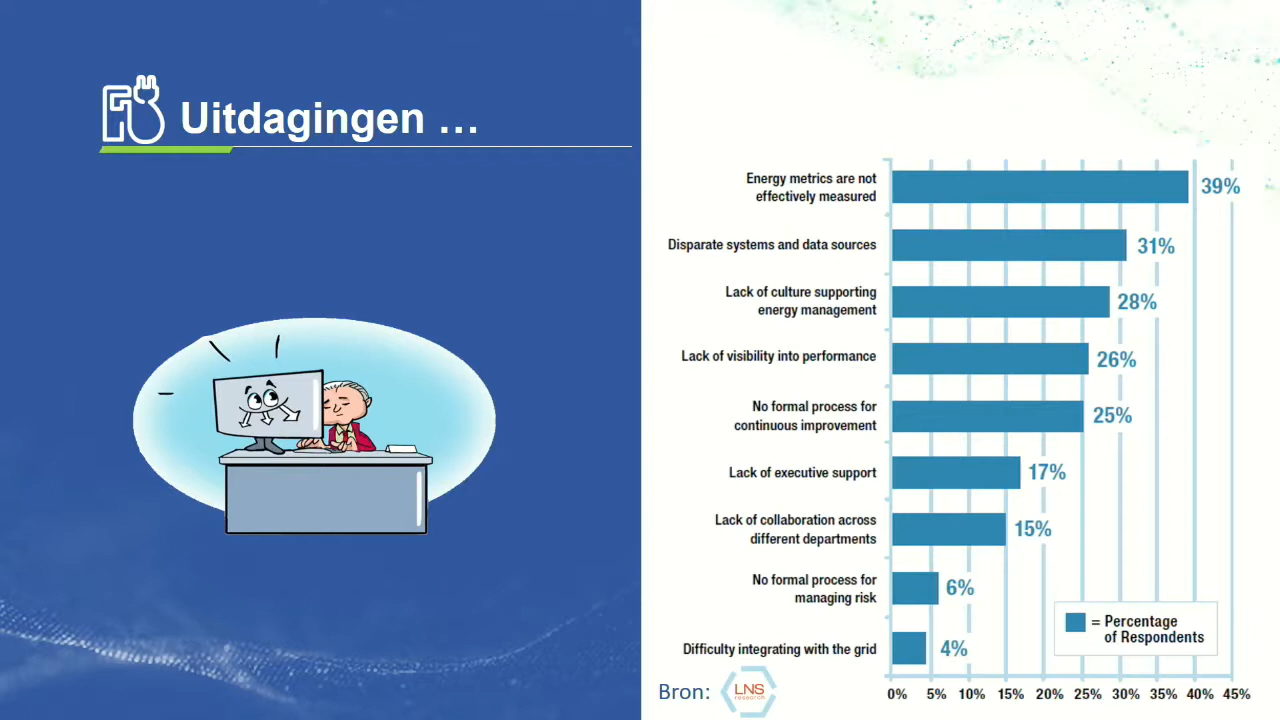 Uitdagingen ...
Energy metrics are not
effectively measured
39%
Disparate systems and data sources
31%
Lack of culture supporting
energy management
28%
Lack of visibility into performance
26%
No formal process for
continuous improvement
25%
Lack of executive support
17%
Lack of collaboration across
different departments
15%
No formal process for
managing risk
6%
Difficulty integrating with the grid
4%
= Percentage
of Respondents
0% 5% 10% 15% 20% 25% 30% 35% 40% 45%
Bron:
LNS
research